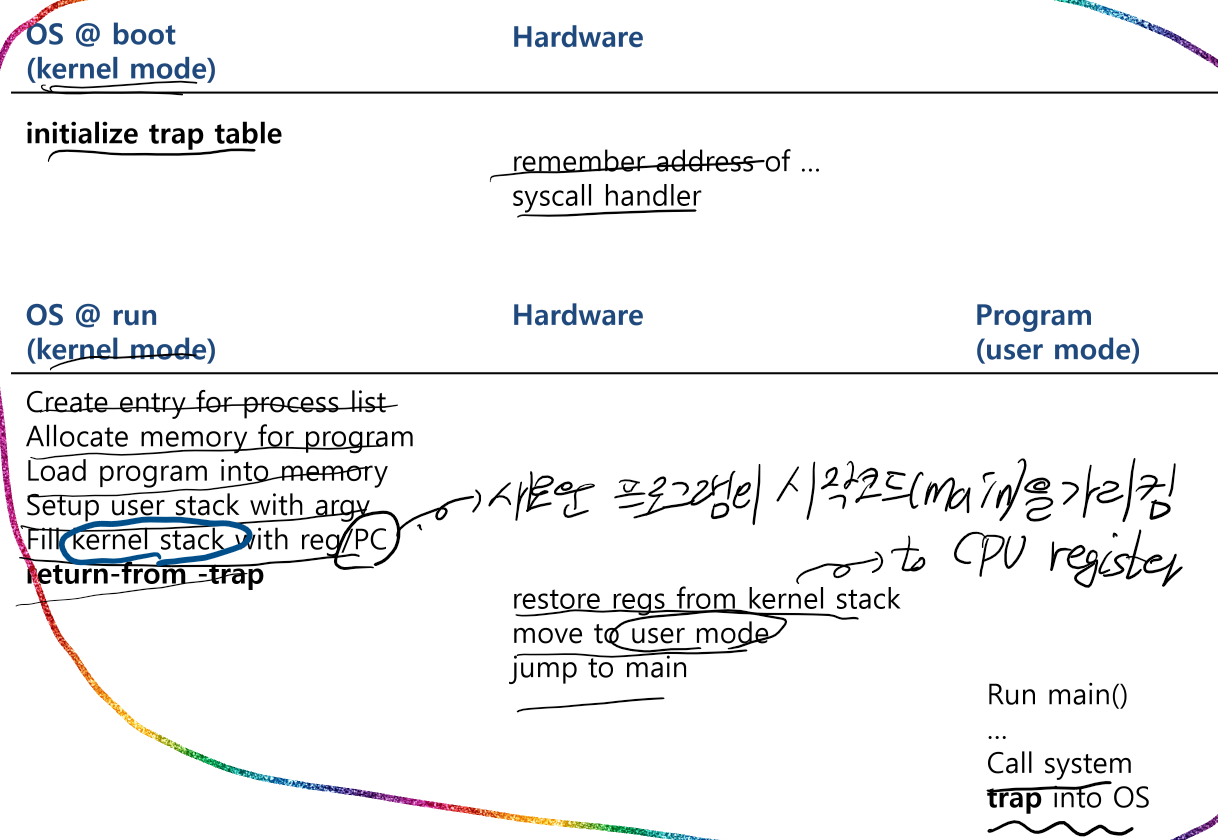 OS @ boot
(kernel mode)
Hardware
initialize trap table
remember address of ...
syscall handler
OS @ run
(kernel mode)
Hardware
Program
(user mode)
Create entry for process list
Allocate memory for program
Load program into memory
Setup user stack with argv
Fill kernel stack with reg/PC
return-from -trap
새로운 프로그램의 시작코드(main)을 가리킴
to CPU register
restore regs from kernel stack
move to user mode
jump to main
Run main()
...
Call system
trap into OS